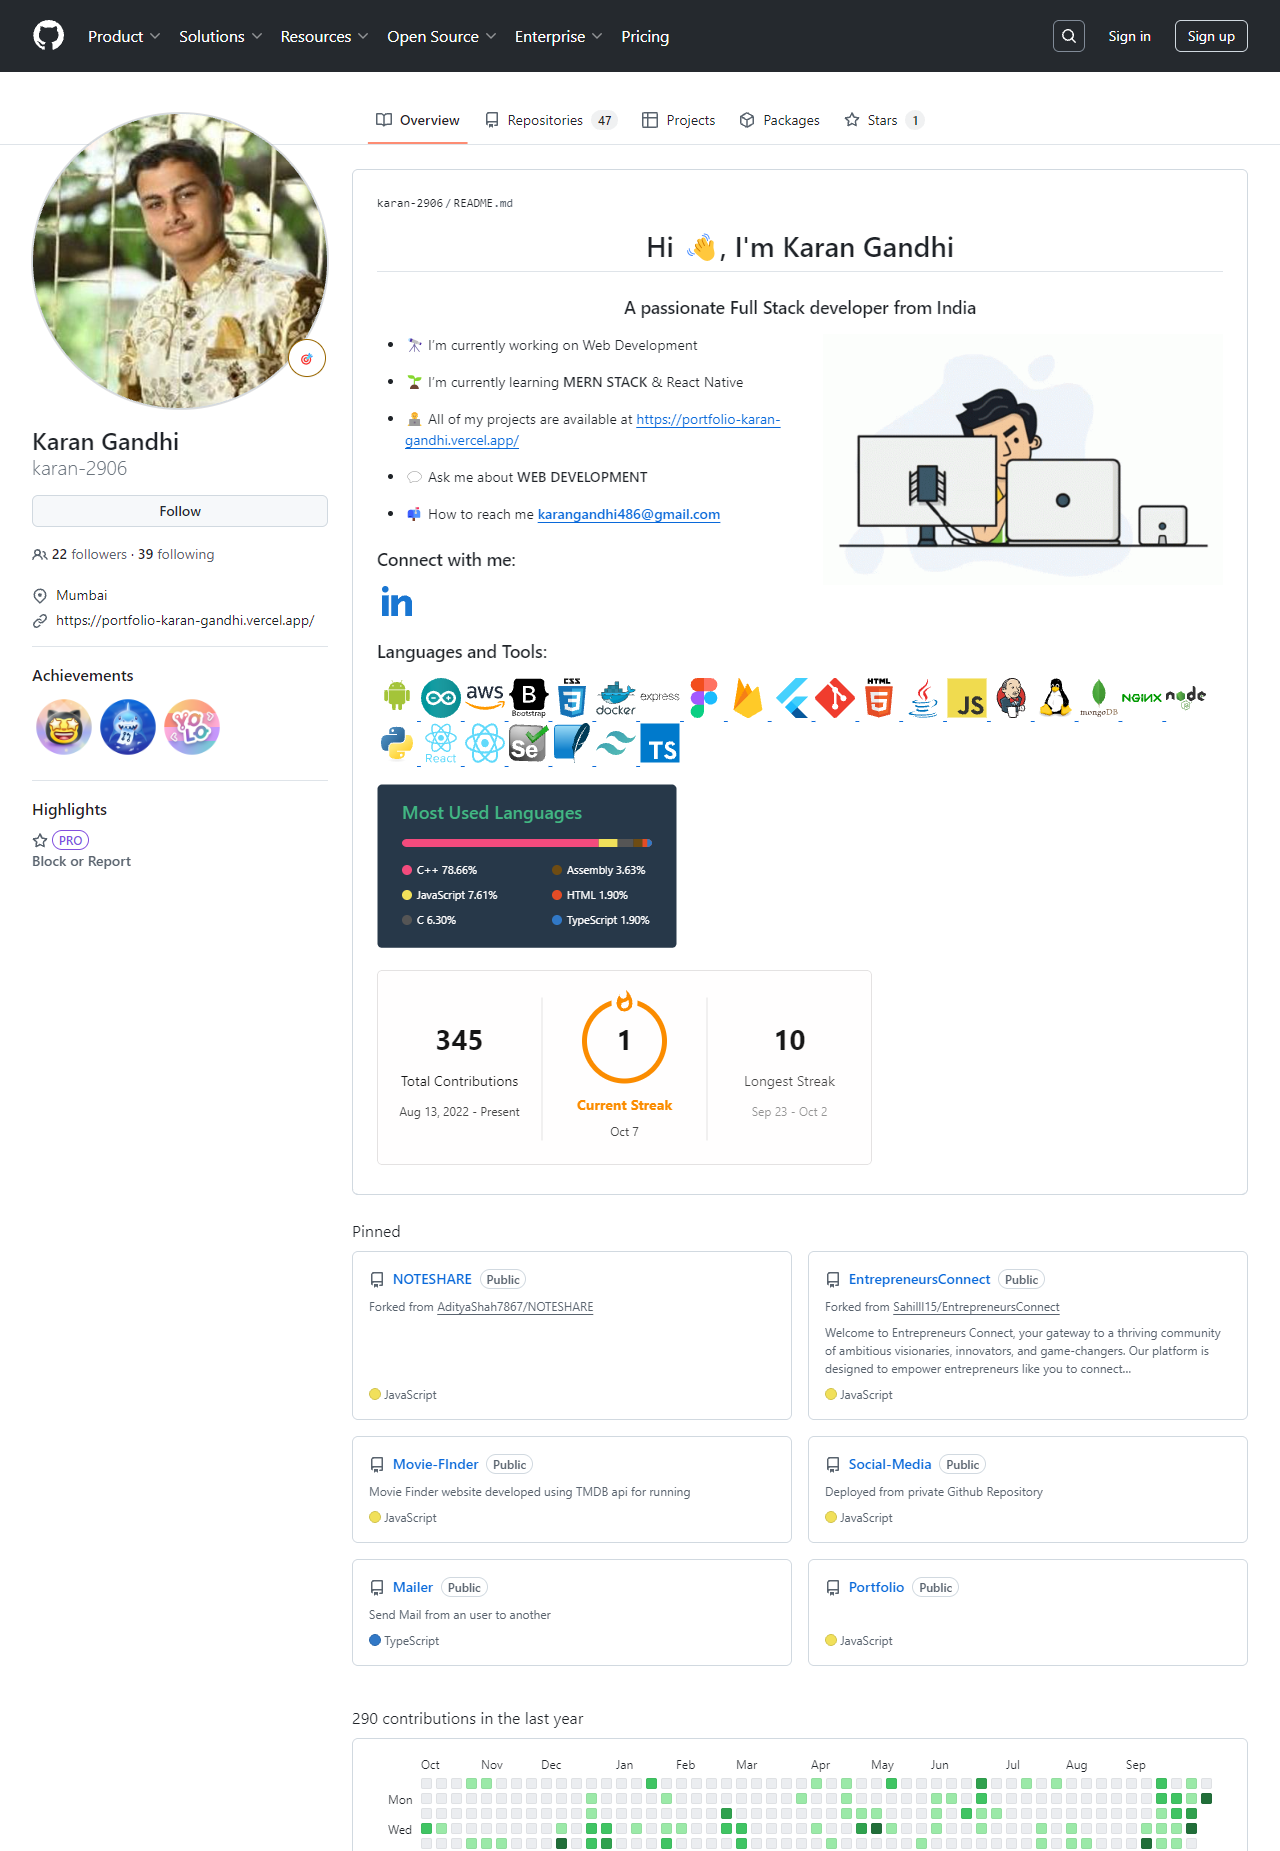 Product Solutions Resources Open Source Enterprise Pricing Sign in Sign up
Overview Repositories 47 Projects Packages Stars 1
Karan Gandhi
karan-2906
Follow
22 followers · 39 following
Mumbai
https://portfolio-karan-gandhi.vercel.app/
Achievements
YOLO
Highlights
PRO
Block or Report
karan-2906/README.md
Hi 👋, I'm Karan Gandhi
A passionate Full Stack developer from India
🔭 I’m currently working on Web Development
🌱 I’m currently learning MERN STACK & React Native
👨‍💻 All of my projects are available at https://portfolio-karan-
gandhi.vercel.app/
💬 Ask me about WEB DEVELOPMENT
📫 How to reach me karangandhi486@gmail.com
Connect with me:
in
Languages and Tools:
aws B Bootstrap CSS 3 docker express HTML 5 Java JS mongoDB NGINX node JS
React Se TS
Most Used Languages
C++ 78.66% Assembly 3.63%
JavaScript 7.61% HTML 1.90%
C 6.30% TypeScript 1.90%
345 1 10
Total Contributions Current Streak Longest Streak
Aug 13, 2022 - Present Oct 7 Sep 23 - Oct 2
Pinned
NOTESHARE Public
Forked from AdityaShah7867/NOTESHARE
JavaScript
EntrepreneursConnect Public
Forked from Sahilll15/EntrepreneursConnect
Welcome to Entrepreneurs Connect, your gateway to a thriving community
of ambitious visionaries, innovators, and game-changers. Our platform is
designed to empower entrepreneurs like you to connect...
JavaScript
Movie-FInder Public
Movie Finder website developed using TMDB api for running
JavaScript
Social-Media Public
Deployed from private Github Repository
JavaScript
Mailer Public
Send Mail from an user to another
TypeScript
Portfolio Public
JavaScript
290 contributions in the last year
Oct Nov Dec Jan Feb Mar Apr May Jun Jul Aug Sep
Mon
Wed